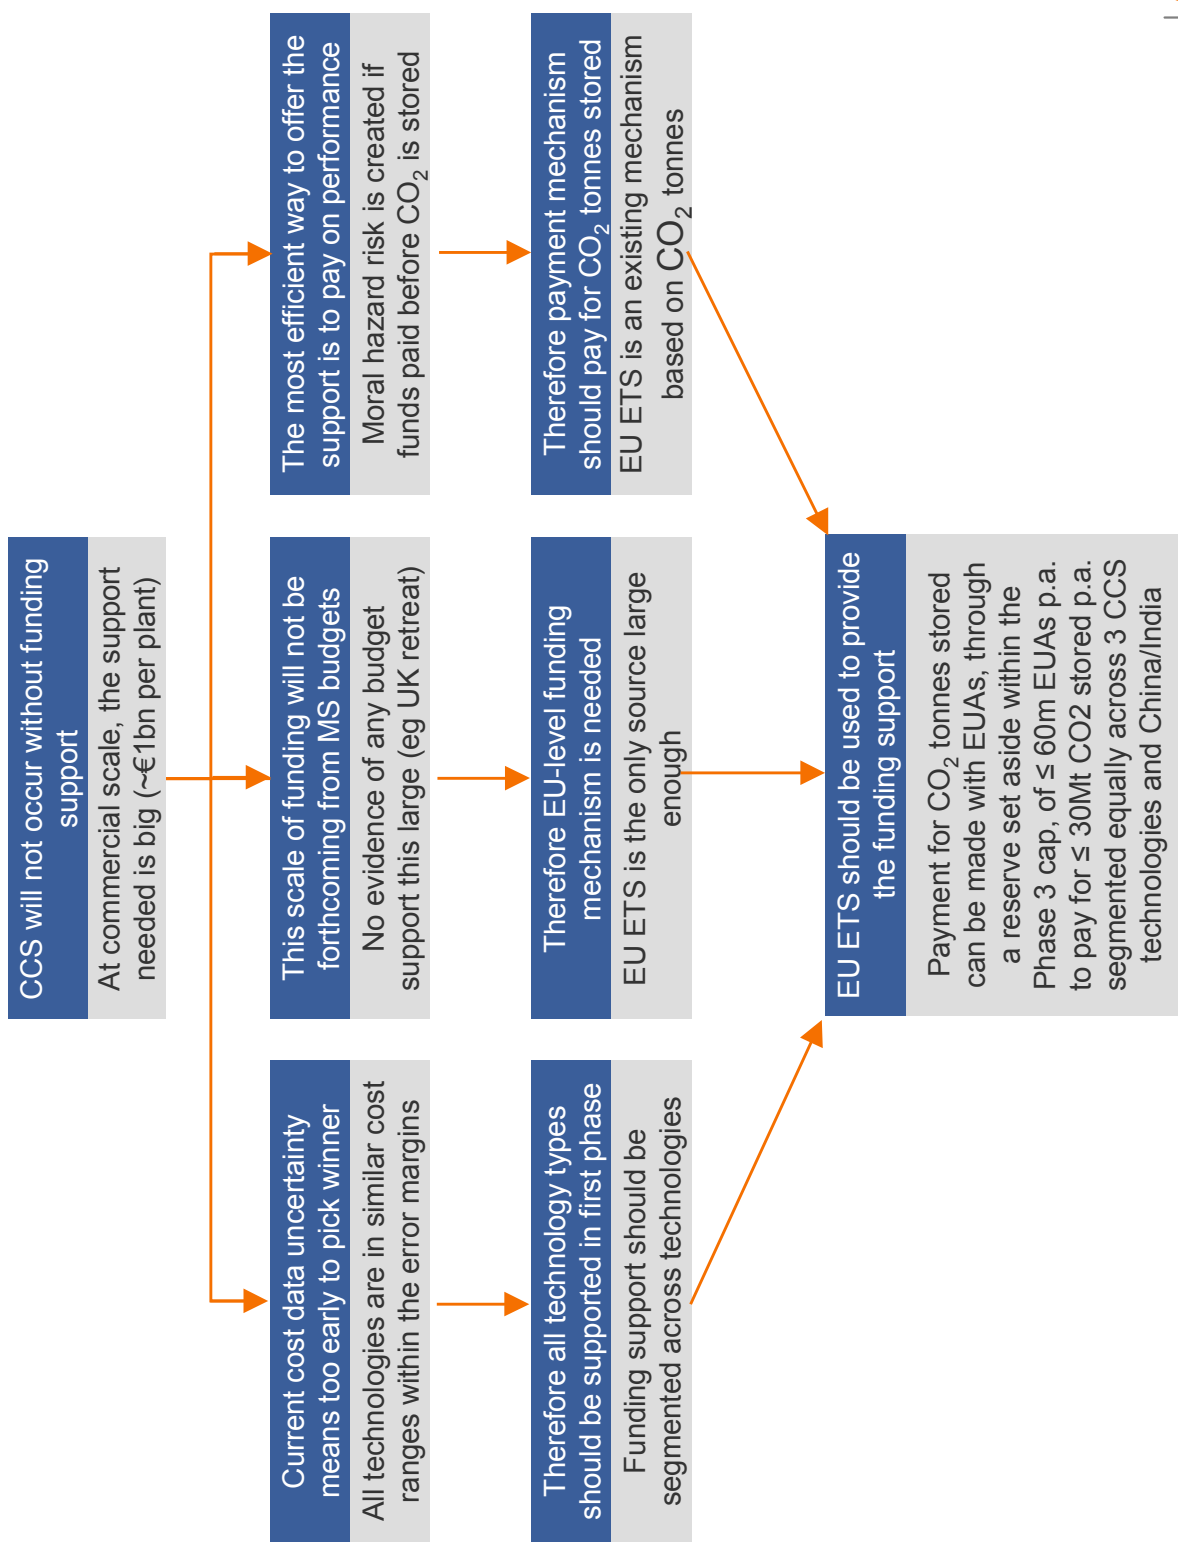 CCS will not occur without funding
support
At commercial scale, the support
needed is big (~€1bn per plant)
Current cost data uncertainty
means too early to pick winner
All technologies are in similar cost
ranges within the error margins
This scale of funding will not be
forthcoming from MS budgets
No evidence of any budget
support this large (eg UK retreat)
The most efficient way to offer the
support is to pay on performance
Moral hazard risk is created if
funds paid before CO₂ is stored
Therefore all technology types
should be supported in first phase
Funding support should be
segmented across technologies
Therefore EU-level funding
mechanism is needed
EU ETS is the only source large
enough
Therefore payment mechanism
should pay for CO₂ tonnes stored
EU ETS is an existing mechanism
based on CO₂ tonnes
EU ETS should be used to provide
the funding support
Payment for CO₂ tonnes stored
can be made with EUAs, through
a reserve set aside within the
Phase 3 cap, of ≤ 60m EUAs p.a.
to pay for ≤ 30Mt CO2 stored p.a.
segmented equally across 3 CCS
technologies and China/India